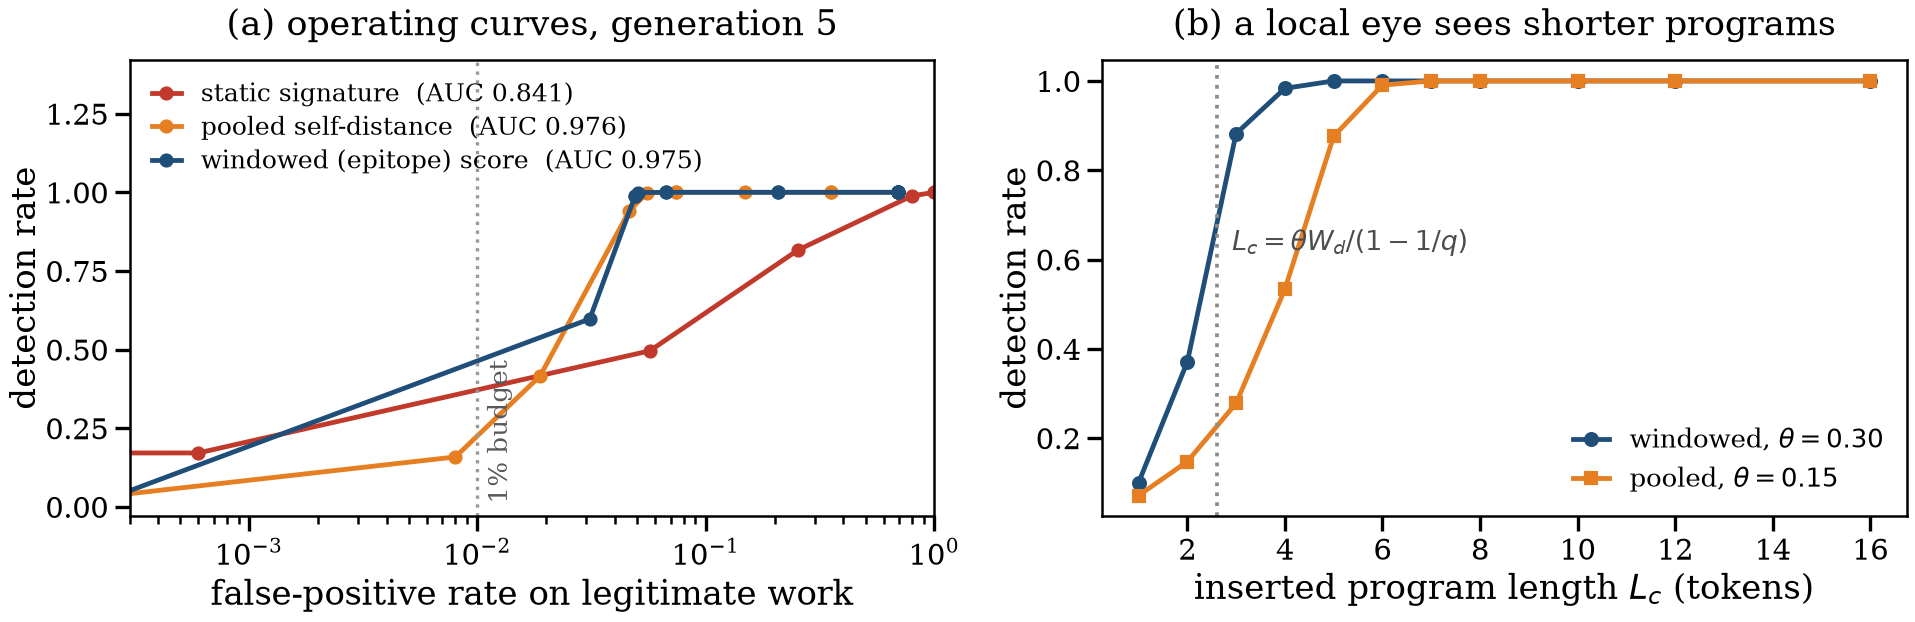 (a) operating curves, generation 5
static signature (AUC 0.841)
pooled self-distance (AUC 0.976)
windowed (epitope) score (AUC 0.975)
1% budget
detection rate
1.25
1.00
0.75
0.50
0.25
0.00
10⁻³ 10⁻² 10⁻¹ 10⁰
false-positive rate on legitimate work
(b) a local eye sees shorter programs
L_c = θW_d/(1 − 1/q)
windowed, θ = 0.30
pooled, θ = 0.15
detection rate
1.0
0.8
0.6
0.4
0.2
2 4 6 8 10 12 14 16
inserted program length L_c (tokens)